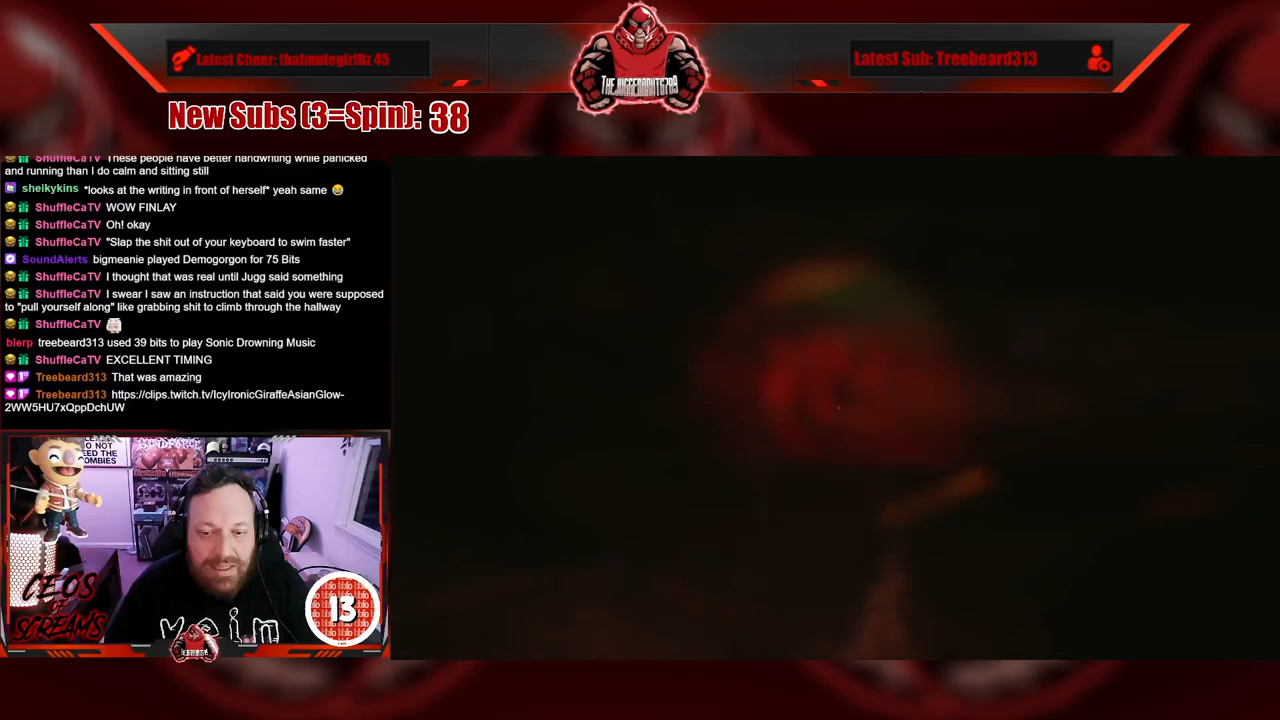 Latest Cheer: thatmutegirlliz 45
THEJUGGERNAUT6789
Latest Sub: Treebeard313
New Subs (3=Spin): 38
ShuffleCaTV These people have better handwriting while panicked
and running than I do calm and sitting still
sheikykins *looks at the writing in front of herself* yeah same 😅
ShuffleCaTV WOW FINLAY
ShuffleCaTV Oh! okay
ShuffleCaTV "Slap the shit out of your keyboard to swim faster"
SoundAlerts bigmeanie played Demogorgon for 75 Bits
ShuffleCaTV I thought that was real until Jugg said something
ShuffleCaTV I swear I saw an instruction that said you were supposed
to "pull yourself along" like grabbing shit to climb through the hallway
ShuffleCaTV
blerp treebeard313 used 39 bits to play Sonic Drowning Music
ShuffleCaTV EXCELLENT TIMING
Treebeard313 That was amazing
Treebeard313 https://clips.twitch.tv/IcyIronicGiraffeAsianGlow-
2WW5HU7xQppDchUW
O NOT
EED THE
OMBIES
CEOS
OF
SCREAMS
13